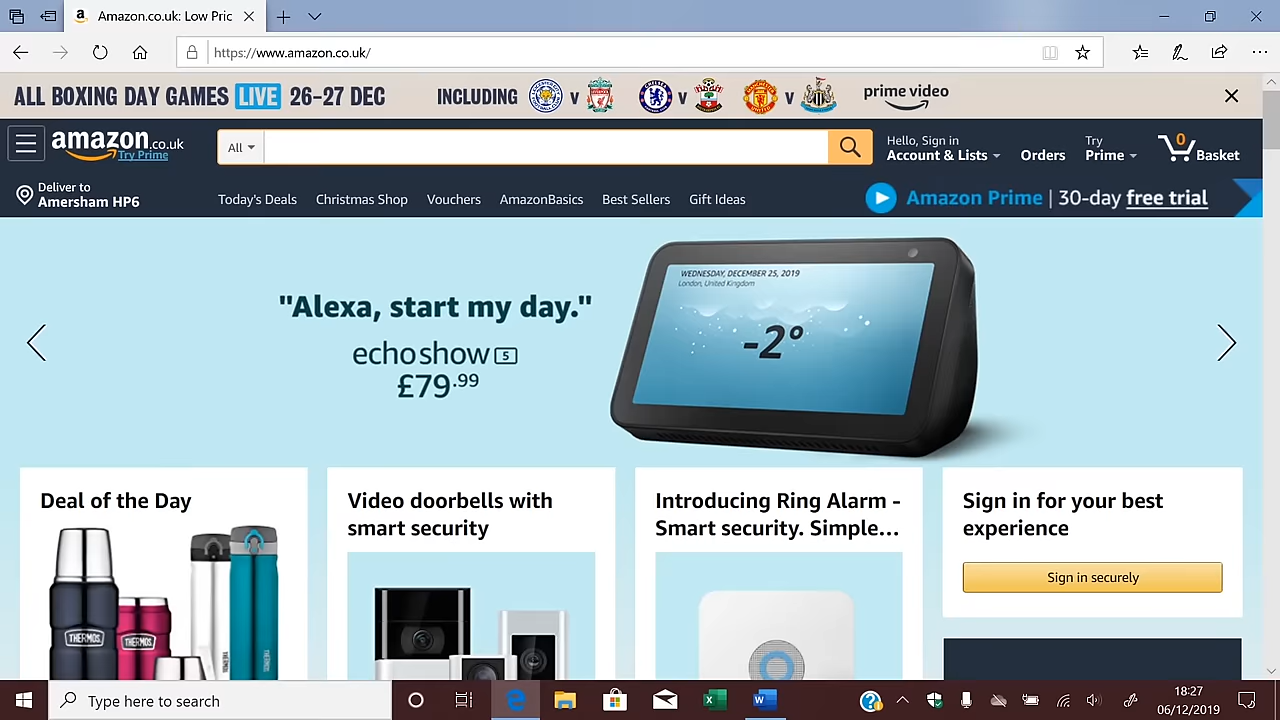 Amazon.co.uk: Low Pric
https://www.amazon.co.uk/
ALL BOXING DAY GAMES LIVE 26-27 DEC
INCLUDING
v
v
v
prime video
amazon.co.uk
Try Prime
All
Hello, Sign in
Account & Lists
Orders
Try
Prime
0
Basket
Deliver to
Amersham HP6
Today's Deals
Christmas Shop
Vouchers
AmazonBasics
Best Sellers
Gift Ideas
Amazon Prime | 30-day free trial
WEDNESDAY, DECEMBER 25, 2019
London, United Kingdom
-2°
"Alexa, start my day."
echo show 5
£79.99
Deal of the Day
THERMOS
THERMOS
THERMOS
THERMOS
Video doorbells with
smart security
Introducing Ring Alarm -
Smart security. Simple...
Sign in for your best
experience
Sign in securely
Type here to search
18:27
06/12/2019